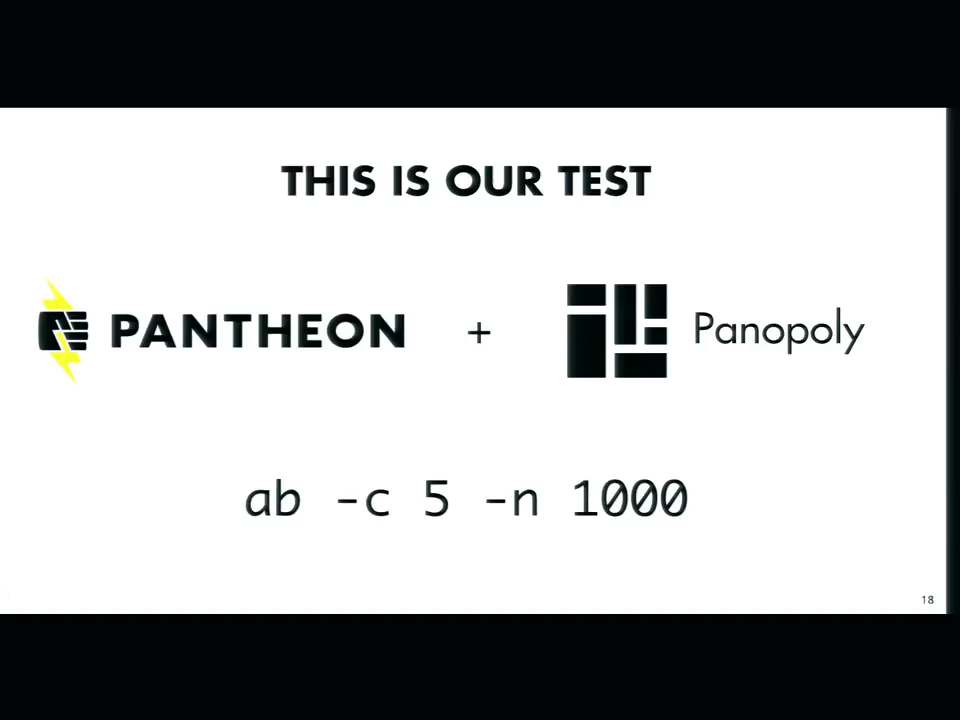 THIS IS OUR TEST
PANTHEON + Panopoly
ab -c 5 -n 1000
18